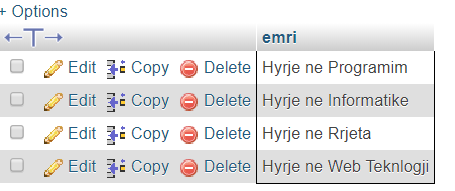 + Options
emri
Edit Copy Delete Hyrje ne Programim
Edit Copy Delete Hyrje ne Informatike
Edit Copy Delete Hyrje ne Rrjeta
Edit Copy Delete Hyrje ne Web Teknlogji